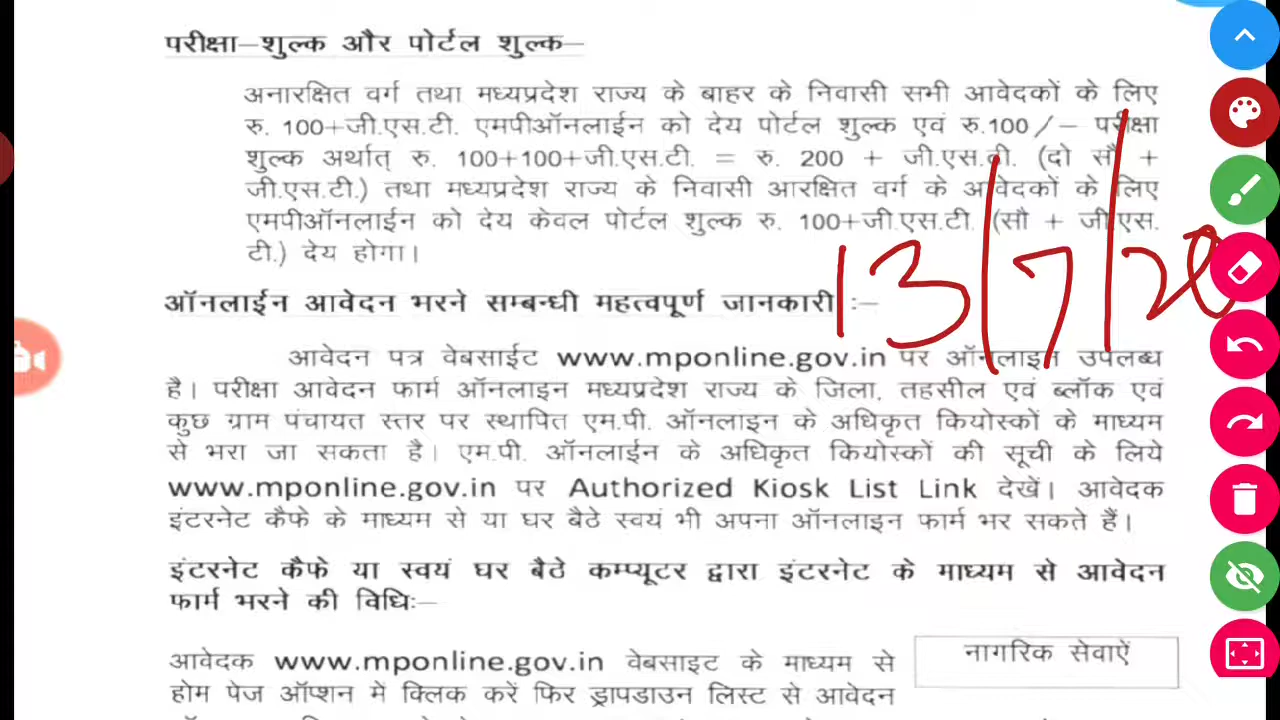 परीक्षा–शुल्क और पोर्टल शुल्क–
अनारक्षित वर्ग तथा मध्यप्रदेश राज्य के बाहर के निवासी सभी आवेदकों के लिए
रु. 100+जी.एस.टी. एमपीऑनलाईन को देय पोर्टल शुल्क एवं रु.100/– परीक्षा
शुल्क अर्थात् रु. 100+100+जी.एस.टी. = रु. 200 + जी.एस.टी. (दो सौ +
जी.एस.टी.) तथा मध्यप्रदेश राज्य के निवासी आरक्षित वर्ग के आवेदकों के लिए
एमपीऑनलाईन को देय केवल पोर्टल शुल्क रु. 100+जी.एस.टी. (सौ + जी.एस.
टी.) देय होगा।
13/7/20
ऑनलाईन आवेदन भरने सम्बन्धी महत्वपूर्ण जानकारी :–
आवेदन पत्र वेबसाईट www.mponline.gov.in पर ऑनलाइन उपलब्ध
है। परीक्षा आवेदन फार्म ऑनलाइन मध्यप्रदेश राज्य के जिला, तहसील एवं ब्लॉक एवं
कुछ ग्राम पंचायत स्तर पर स्थापित एम.पी. ऑनलाइन के अधिकृत कियोस्कों के माध्यम
से भरा जा सकता है। एम.पी. ऑनलाईन के अधिकृत कियोस्कों की सूची के लिये
www.mponline.gov.in पर Authorized Kiosk List Link देखें। आवेदक
इंटरनेट कैफे के माध्यम से या घर बैठे स्वयं भी अपना ऑनलाइन फार्म भर सकते हैं।
इंटरनेट कैफे या स्वयं घर बैठे कम्प्यूटर द्वारा इंटरनेट के माध्यम से आवेदन
फार्म भरने की विधिः–
आवेदक www.mponline.gov.in वेबसाइट के माध्यम से
होम पेज ऑप्शन में क्लिक करें फिर ड्रापडाउन लिस्ट से आवेदन
नागरिक सेवाऐं